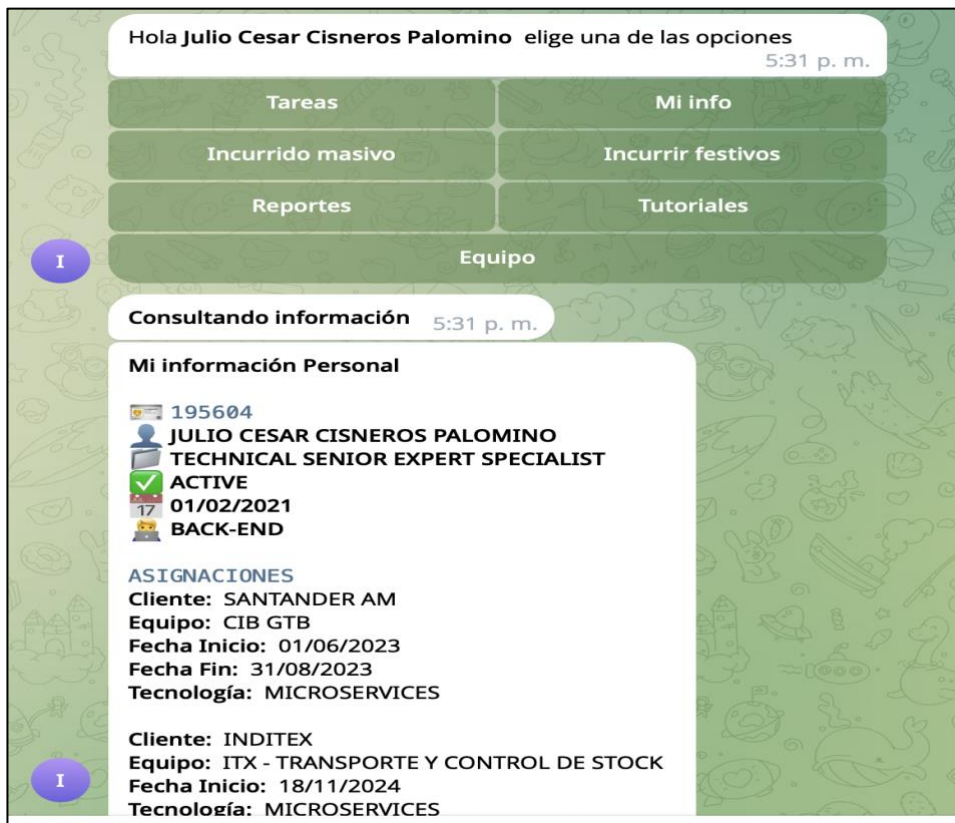 Hola Julio Cesar Cisneros Palomino elige una de las opciones
5:31 p. m.
Tareas
Mi info
Incurrido masivo
Incurrir festivos
Reportes
Tutoriales
Equipo
I
Consultando información 5:31 p. m.
Mi información Personal
195604
JULIO CESAR CISNEROS PALOMINO
TECHNICAL SENIOR EXPERT SPECIALIST
ACTIVE
17 01/02/2021
BACK-END
ASIGNACIONES
Cliente: SANTANDER AM
Equipo: CIB GTB
Fecha Inicio: 01/06/2023
Fecha Fin: 31/08/2023
Tecnología: MICROSERVICES
Cliente: INDITEX
Equipo: ITX - TRANSPORTE Y CONTROL DE STOCK
I
Fecha Inicio: 18/11/2024
Tecnología: MICROSERVICES